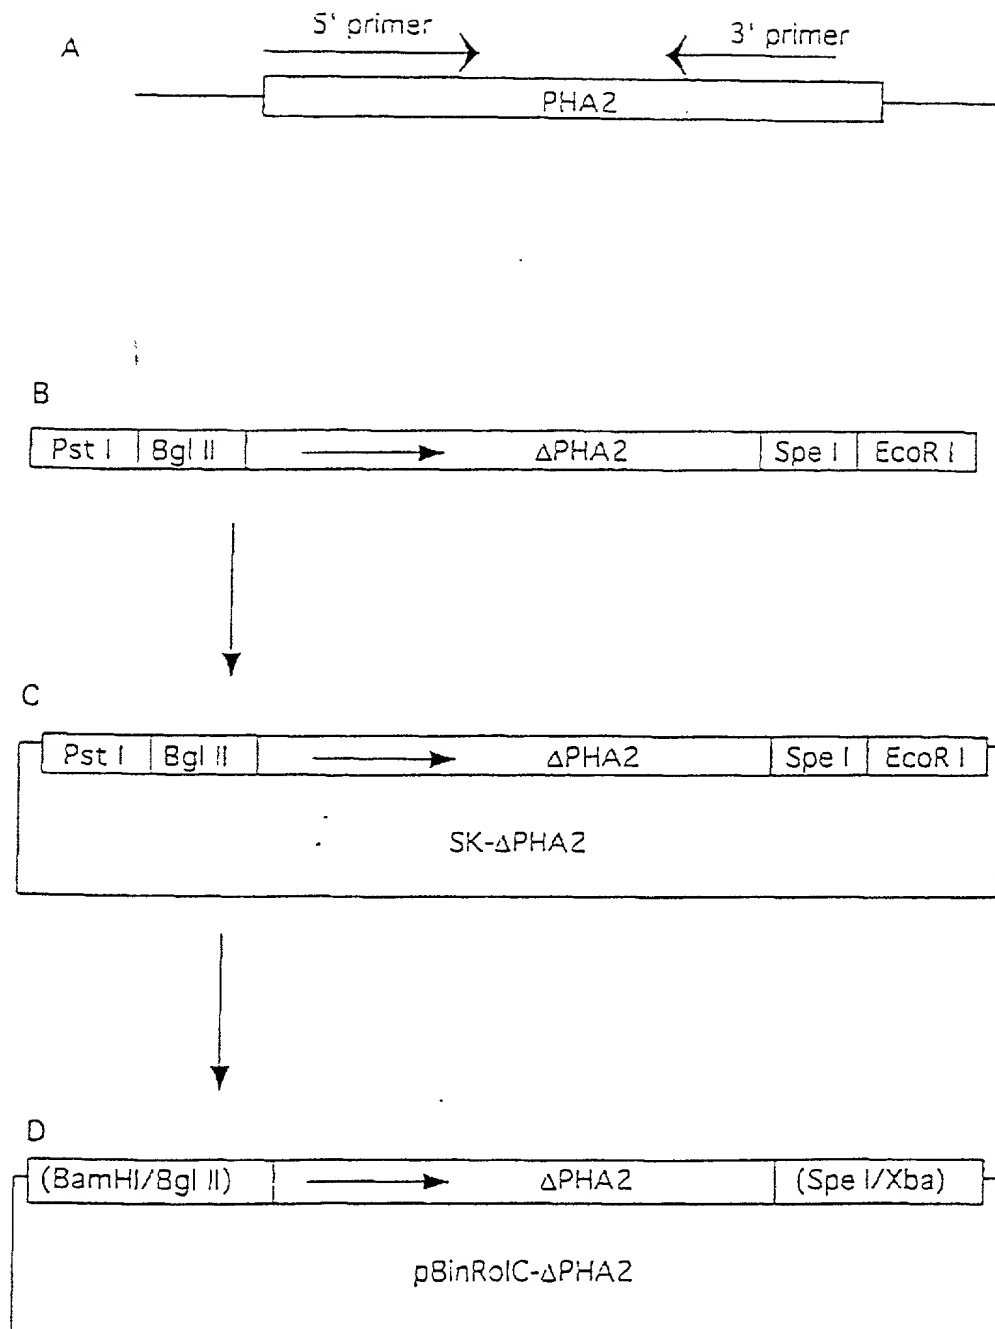 5' primer
A
3' primer
PHA2
B
Pst I Bgl II ΔPHA2 Spe I EcoR I
C
Pst I Bgl II ΔPHA2 Spe I EcoR I
SK-ΔPHA2
D
(BamHI/Bgl II) ΔPHA2 (Spe I/Xba)
pBinRolC-ΔPHA2